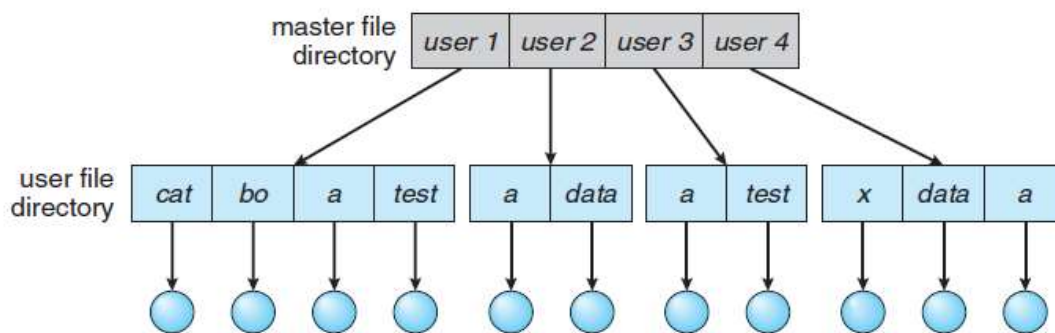 master file
directory
user 1 user 2 user 3 user 4
user file
directory
cat bo a test a data a test x data a